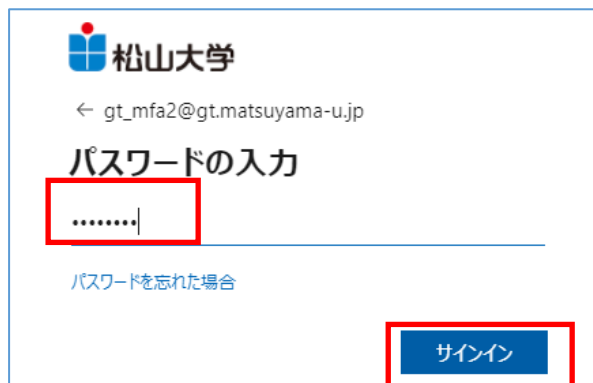 松山大学
← gt_mfa2@gt.matsuyama-u.jp
パスワードの入力
••••••••
パスワードを忘れた場合
サインイン